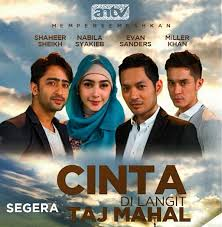 antv
MEMPERSEMBAHKAN
SHAHEER SHEIKH
NABILA SYAKIEB
EVAN SANDERS
MILLER KHAN
CINTA
DI LANGIT
TAJ MAHAL
SEGERA